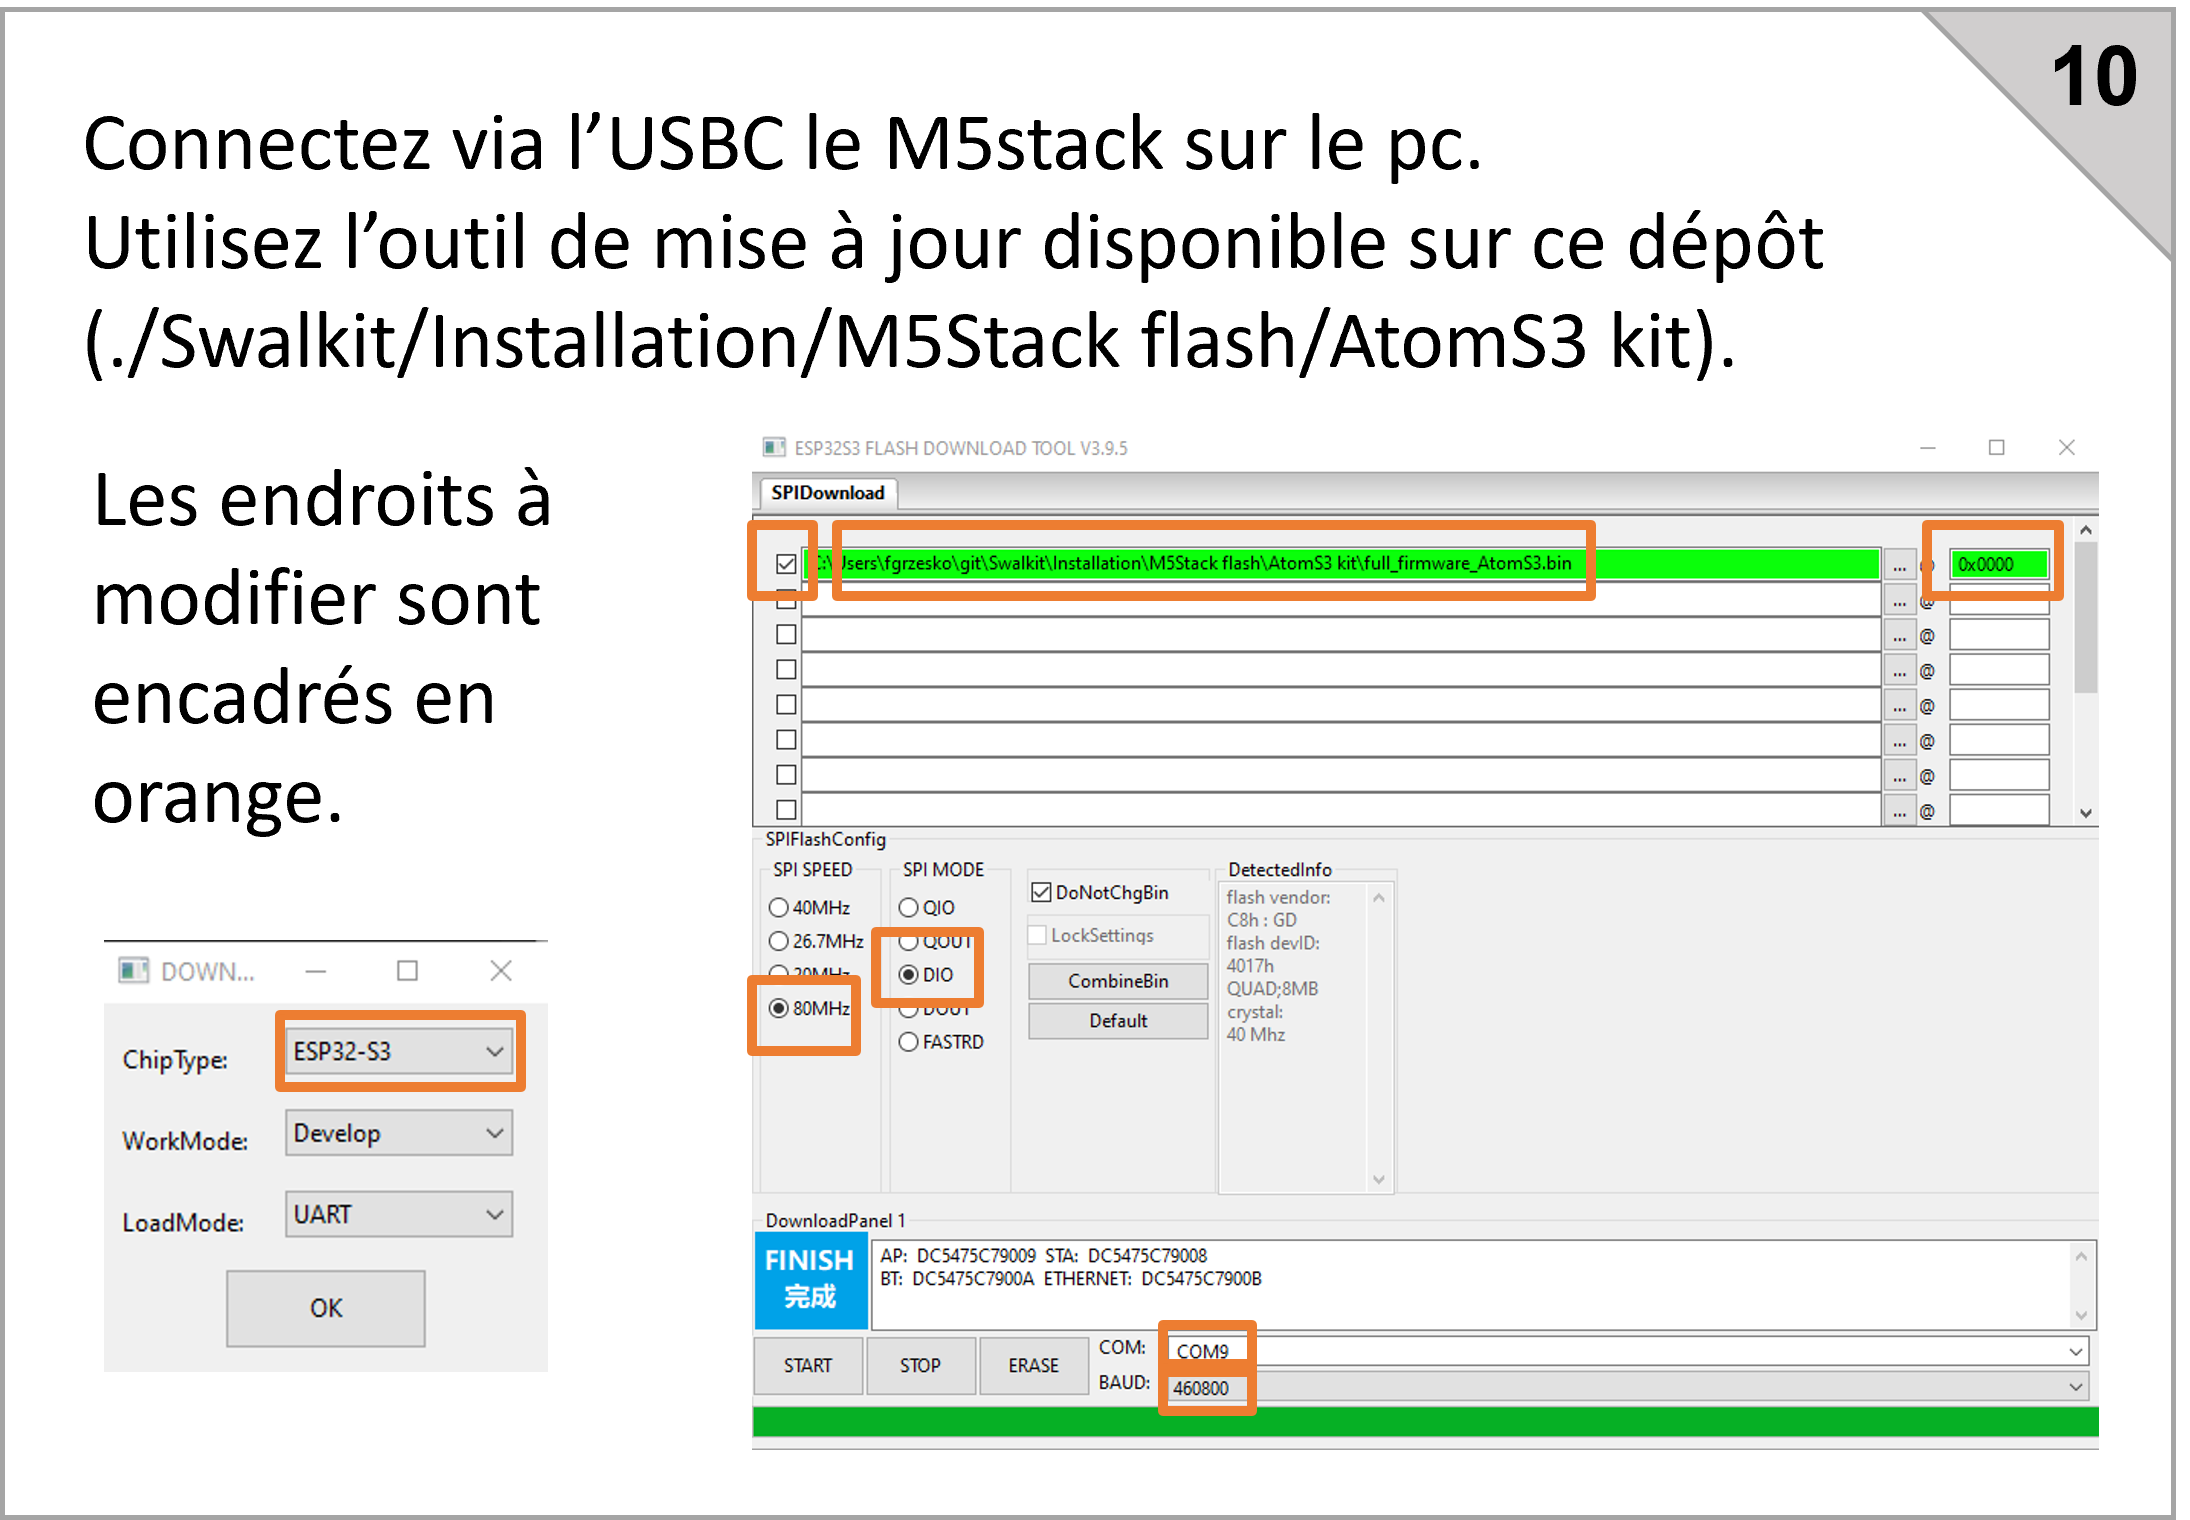 10
Connectez via l’USBC le M5stack sur le pc.
Utilisez l’outil de mise à jour disponible sur ce dépôt
(./Swalkit/Installation/M5Stack flash/AtomS3 kit).
Les endroits à
modifier sont
encadrés en
orange.
DOWN...
ChipType: ESP32-S3
WorkMode: Develop
LoadMode: UART
OK
ESP32S3 FLASH DOWNLOAD TOOL V3.9.5
SPIDownload
C:\Users\fgrzesko\git\Swalkit\Installation\M5Stack flash\AtomS3 kit\full_firmware_AtomS3.bin ... @ 0x0000
... @
... @
... @
... @
... @
... @
... @
SPIFlashConfig
SPI SPEED
40MHz
26.7MHz
20MHz
80MHz
SPI MODE
QIO
QOUT
DIO
DOUT
FASTRD
DoNotChgBin
LockSettings
CombineBin
Default
DetectedInfo
flash vendor:
C8h : GD
flash devID:
4017h
QUAD;8MB
crystal:
40 Mhz
DownloadPanel 1
FINISH
完成
AP: DC5475C79009 STA: DC5475C79008
BT: DC5475C7900A ETHERNET: DC5475C7900B
START STOP ERASE
COM: COM9
BAUD: 460800